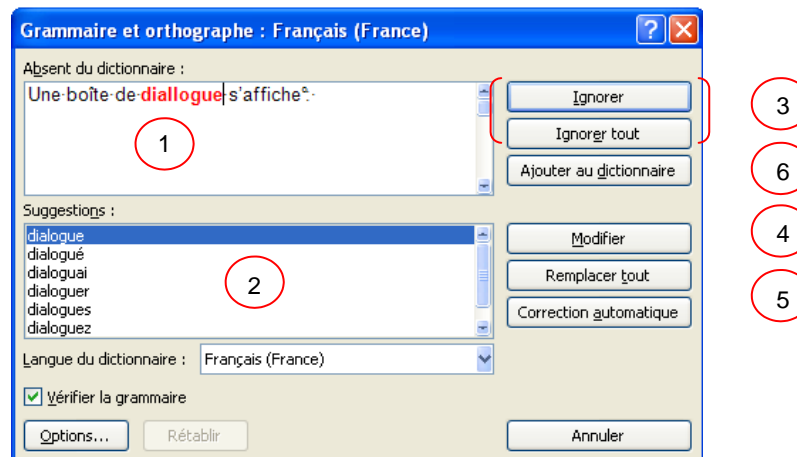 Grammaire et orthographe : Français (France)
Absent du dictionnaire :
Une·boîte·de·diallogue·s'affiche°:·
1
Ignorer
3
Ignorer tout
Ajouter au dictionnaire
6
Suggestions :
dialogue
dialogué
dialoguai
dialoguer
dialogues
dialoguez
2
Modifier
4
Remplacer tout
Correction automatique
5
Langue du dictionnaire :
Français (France)
Vérifier la grammaire
Options...
Rétablir
Annuler